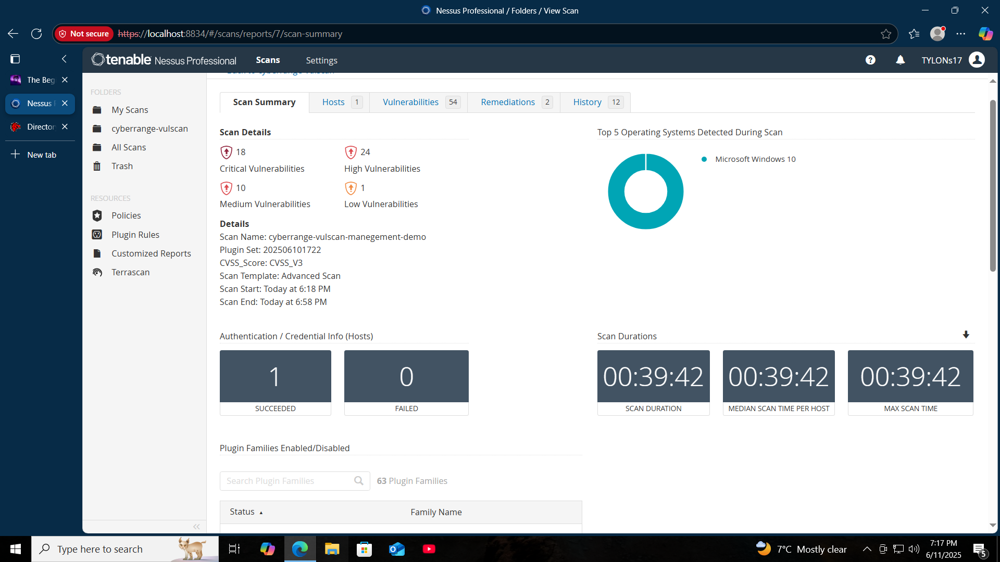 Nessus Professional / Folders / View Scan
Not secure https://localhost:8834/#/scans/reports/7/scan-summary
The Beg
Nessus
Director
New tab
tenable Nessus Professional
Scans
Settings
TYLONs17
FOLDERS
My Scans
cyberrange-vulscan
All Scans
Trash
RESOURCES
Policies
Plugin Rules
Customized Reports
Terrascan
Scan Summary
Hosts 1
Vulnerabilities 54
Remediations 2
History 12
Scan Details
18
Critical Vulnerabilities
24
High Vulnerabilities
10
Medium Vulnerabilities
1
Low Vulnerabilities
Details
Scan Name: cyberrange-vulscan-manegement-demo
Plugin Set: 202506101722
CVSS_Score: CVSS_V3
Scan Template: Advanced Scan
Scan Start: Today at 6:18 PM
Scan End: Today at 6:58 PM
Top 5 Operating Systems Detected During Scan
Microsoft Windows 10
Authentication / Credential Info (Hosts)
1
SUCCEEDED
0
FAILED
Scan Durations
00:39:42
SCAN DURATION
00:39:42
MEDIAN SCAN TIME PER HOST
00:39:42
MAX SCAN TIME
Plugin Families Enabled/Disabled
Search Plugin Families
63 Plugin Families
Status
Family Name
Type here to search
7°C Mostly clear
7:17 PM
6/11/2025
5